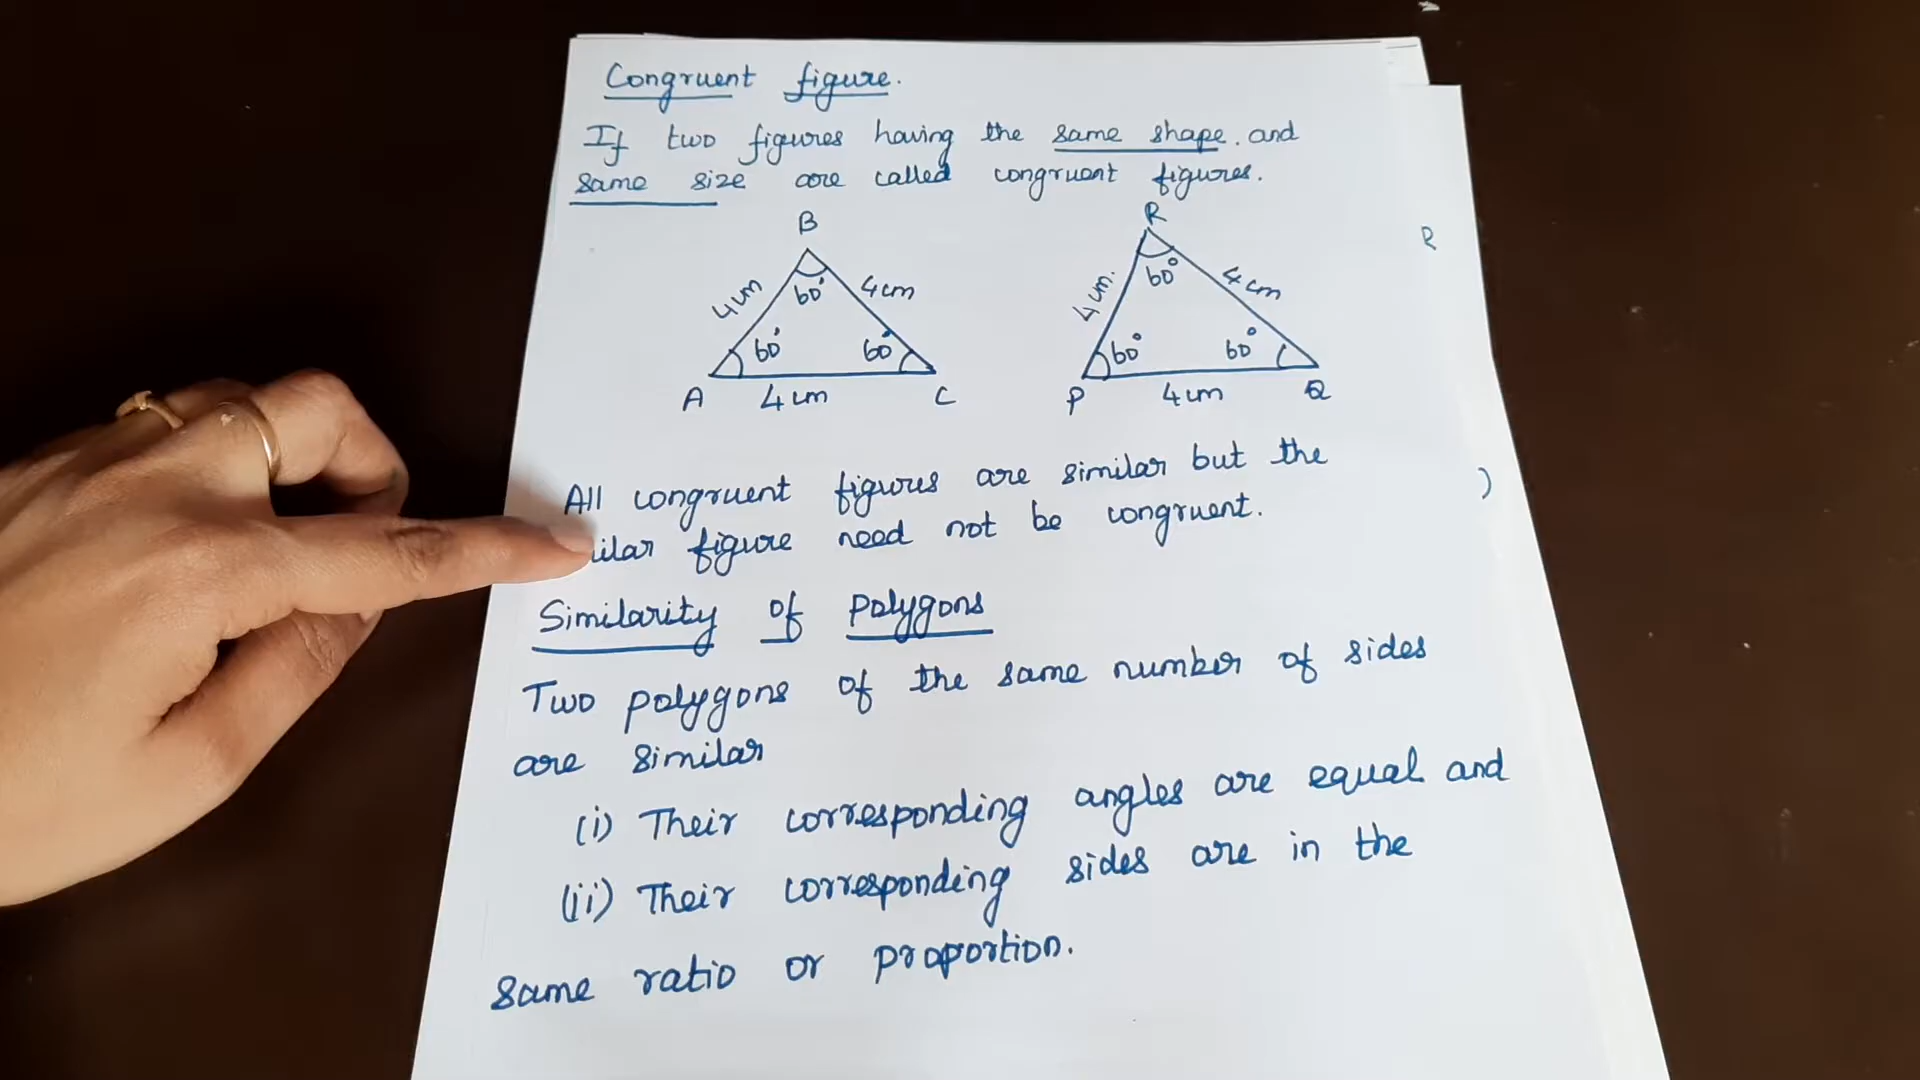 Congruent figure.
If two figures having the same shape. and
same size are called congruent figures.
B
R
R
4cm
60°
4cm
4cm.
60°
4cm
60°
60°
60°
60°
A
4cm
C
P
4cm
Q
All congruent figures are similar but the
)
ilar figure need not be congruent.
Similarity of polygons
Two polygons of the same number of sides
are similar
(i) Their corresponding angles are equal and
(ii) Their corresponding sides are in the
same ratio or proportion.